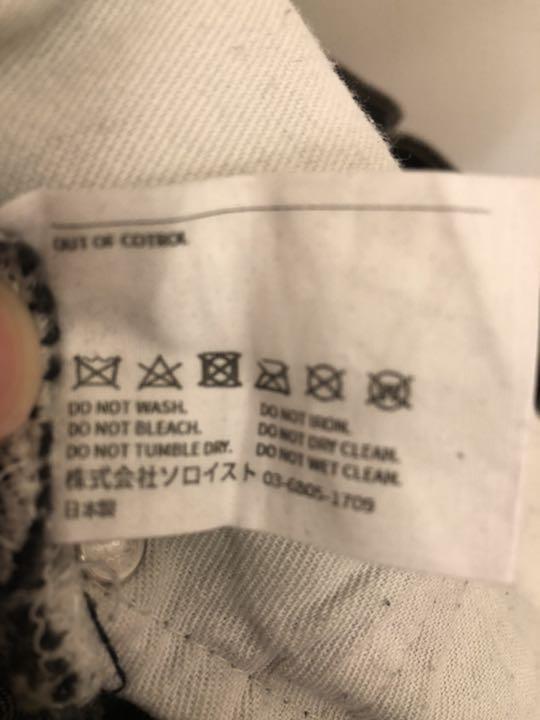 OUT OF COTROL
DO NOT WASH.
DO NOT BLEACH.
DO NOT TUMBLE DRY.
DO NOT IRON.
DO NOT DRY CLEAN.
DO NOT WET CLEAN.
株式会社ソロイスト 03-6805-1709
日本製